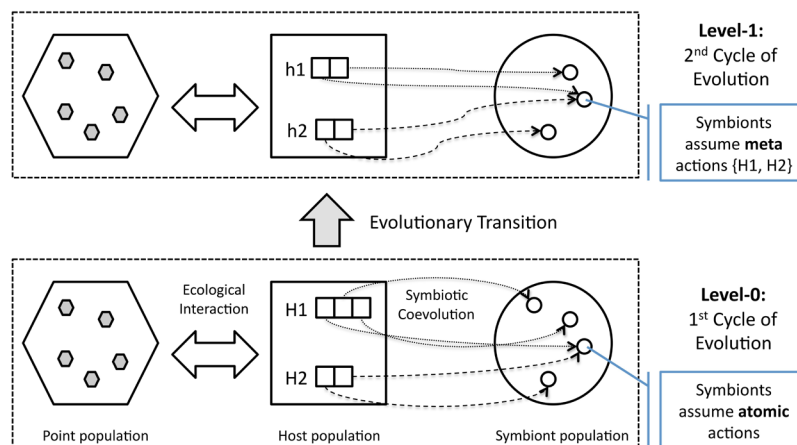 Level-1:
2nd Cycle of
Evolution
h1
h2
Symbionts
assume meta
actions {H1, H2}
Evolutionary Transition
Level-0:
1st Cycle of
Evolution
Ecological
Interaction
H1
Symbiotic
Coevolution
H2
Symbionts
assume atomic
actions
Point population
Host population
Symbiont population